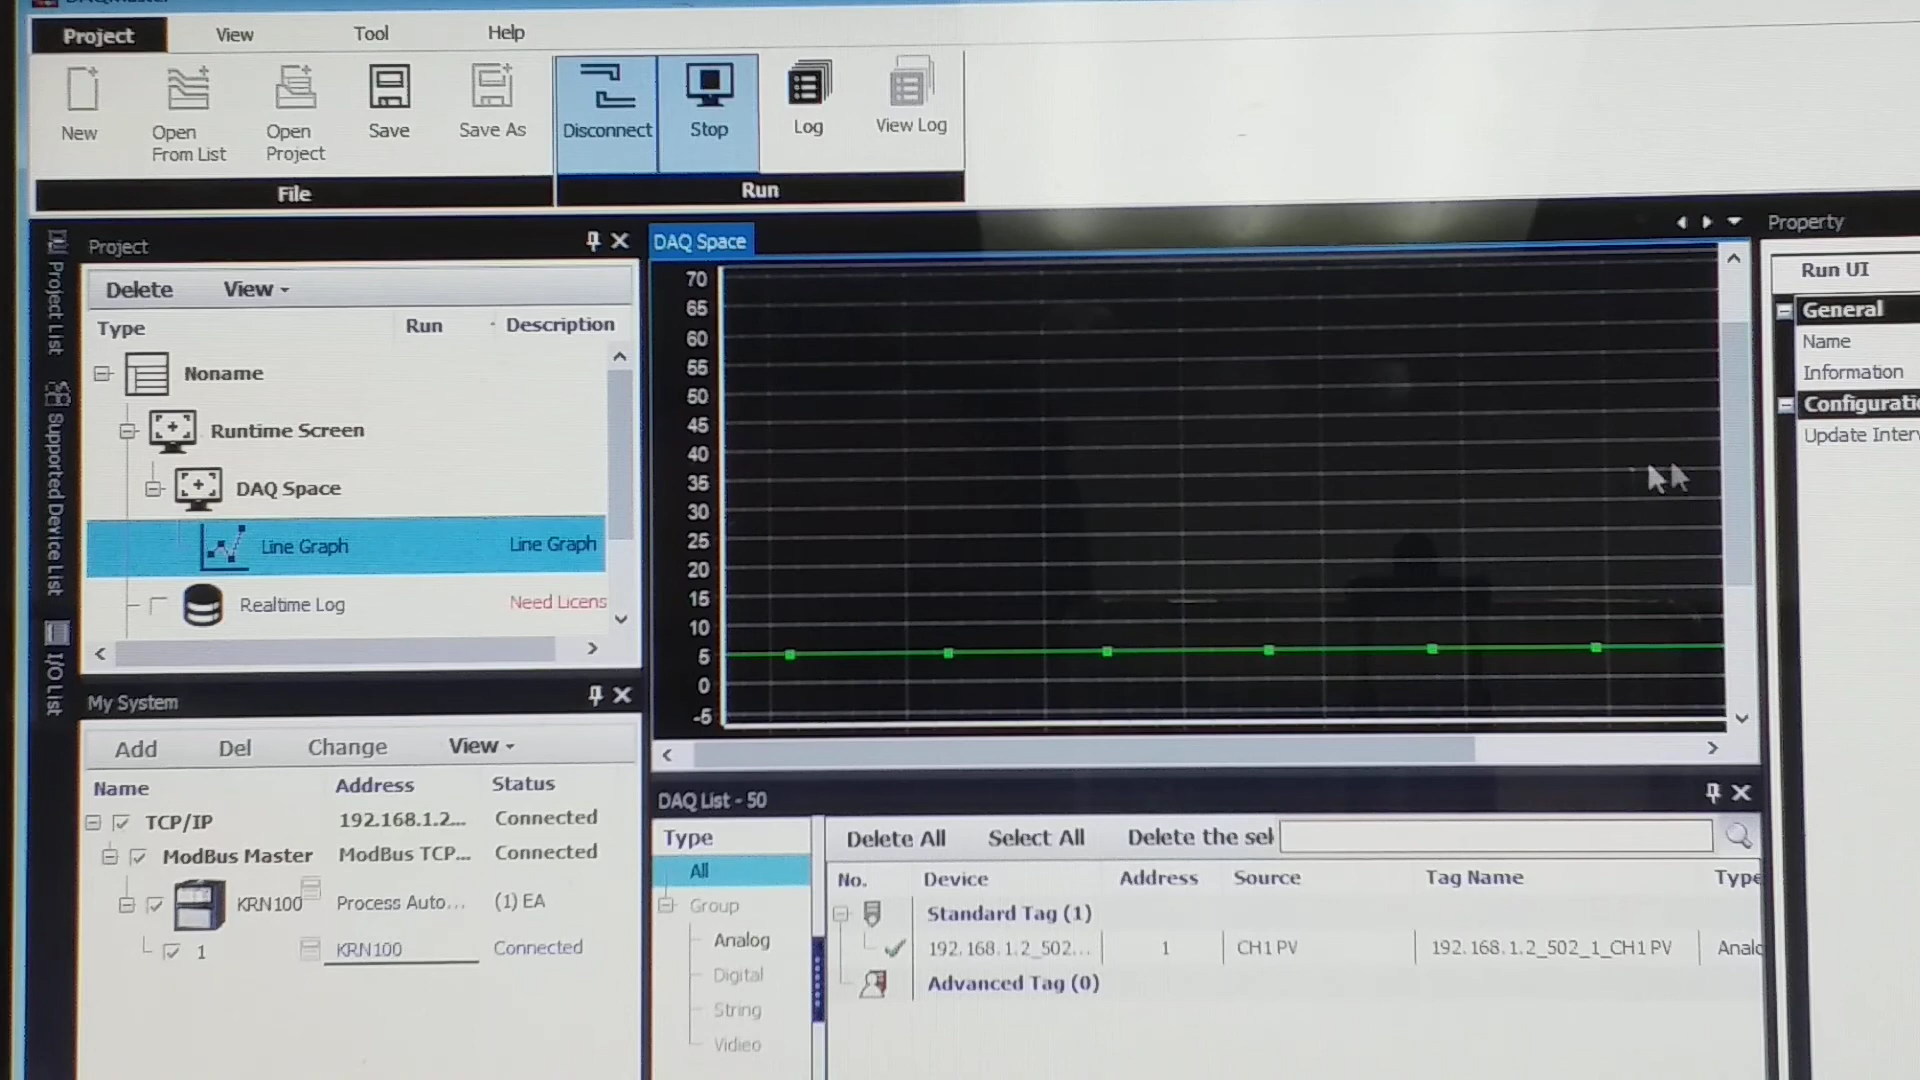 DAQMaster
Project View Tool Help
New
Open From List
Open Project
Save
Save As
Disconnect
Stop
Log
View Log
File
Run
Project List
Supported Device List
I/O List
Project
Delete View
Type Run Description
Noname
Runtime Screen
DAQ Space
Line Graph Line Graph
Realtime Log Need Licens
My System
Add Del Change View
Name Address Status
TCP/IP 192.168.1.2... Connected
ModBus Master ModBus TCP... Connected
KRN100 Process Auto... (1) EA
1 KRN100 Connected
DAQ Space
70
65
60
55
50
45
40
35
30
25
20
15
10
5
0
-5
DAQ List - 50
Type
All
Group
Analog
Digital
String
Vidieo
Delete All Select All Delete the sel
No. Device Address Source Tag Name Type
Standard Tag (1)
192.168.1.2_502... 1 CH1 PV 192.168.1.2_502_1_CH1 PV Analo
Advanced Tag (0)
Property
Run UI
General
Name
Information
Configurati
Update Interv